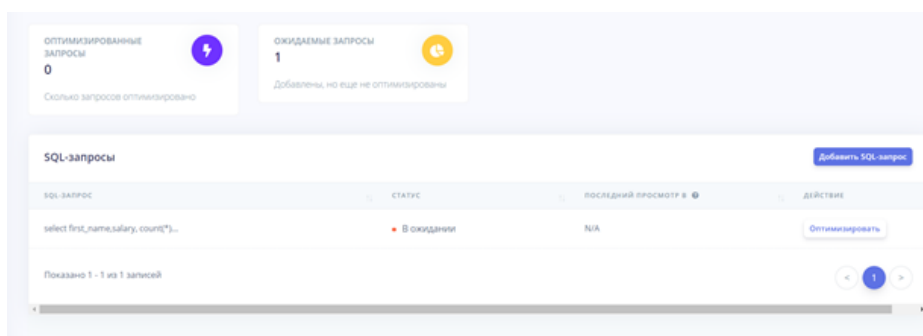 ОПТИМИЗИРОВАННЫЕ
ЗАПРОСЫ
0
Сколько запросов оптимизировано
ОЖИДАЕМЫЕ ЗАПРОСЫ
1
Добавлены, но еще не оптимизированы
SQL-запросы
Добавить SQL-запрос
SQL-ЗАПРОС
СТАТУС
ПОСЛЕДНИЙ ПРОСМОТР В
ДЕЙСТВИЕ
select first_name,salary, count(*)...
В ожидании
N/A
Оптимизировать
Показано 1 - 1 из 1 записей
< 1 >